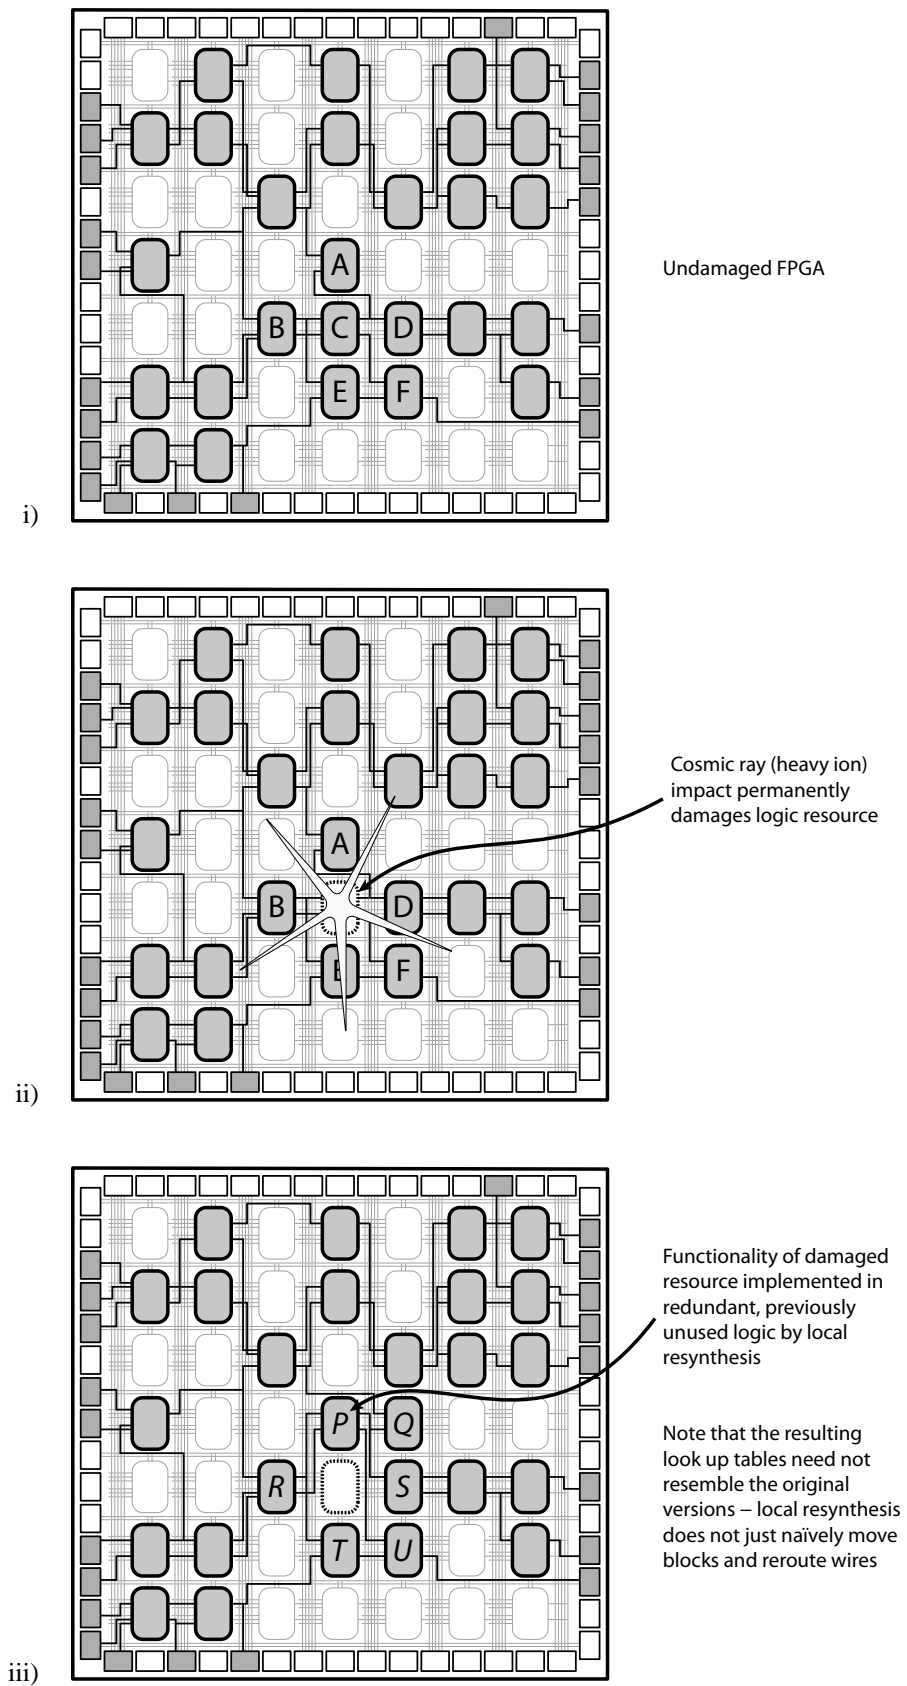 A
B
C
D
E
F
Undamaged FPGA
i)
Cosmic ray (heavy ion)
impact permanently
damages logic resource
A
B
D
E
F
ii)
Functionality of damaged
resource implemented in
redundant, previously
unused logic by local
resynthesis
Note that the resulting
look up tables need not
resemble the original
versions – local resynthesis
does not just naïvely move
blocks and reroute wires
P
Q
R
S
T
U
iii)